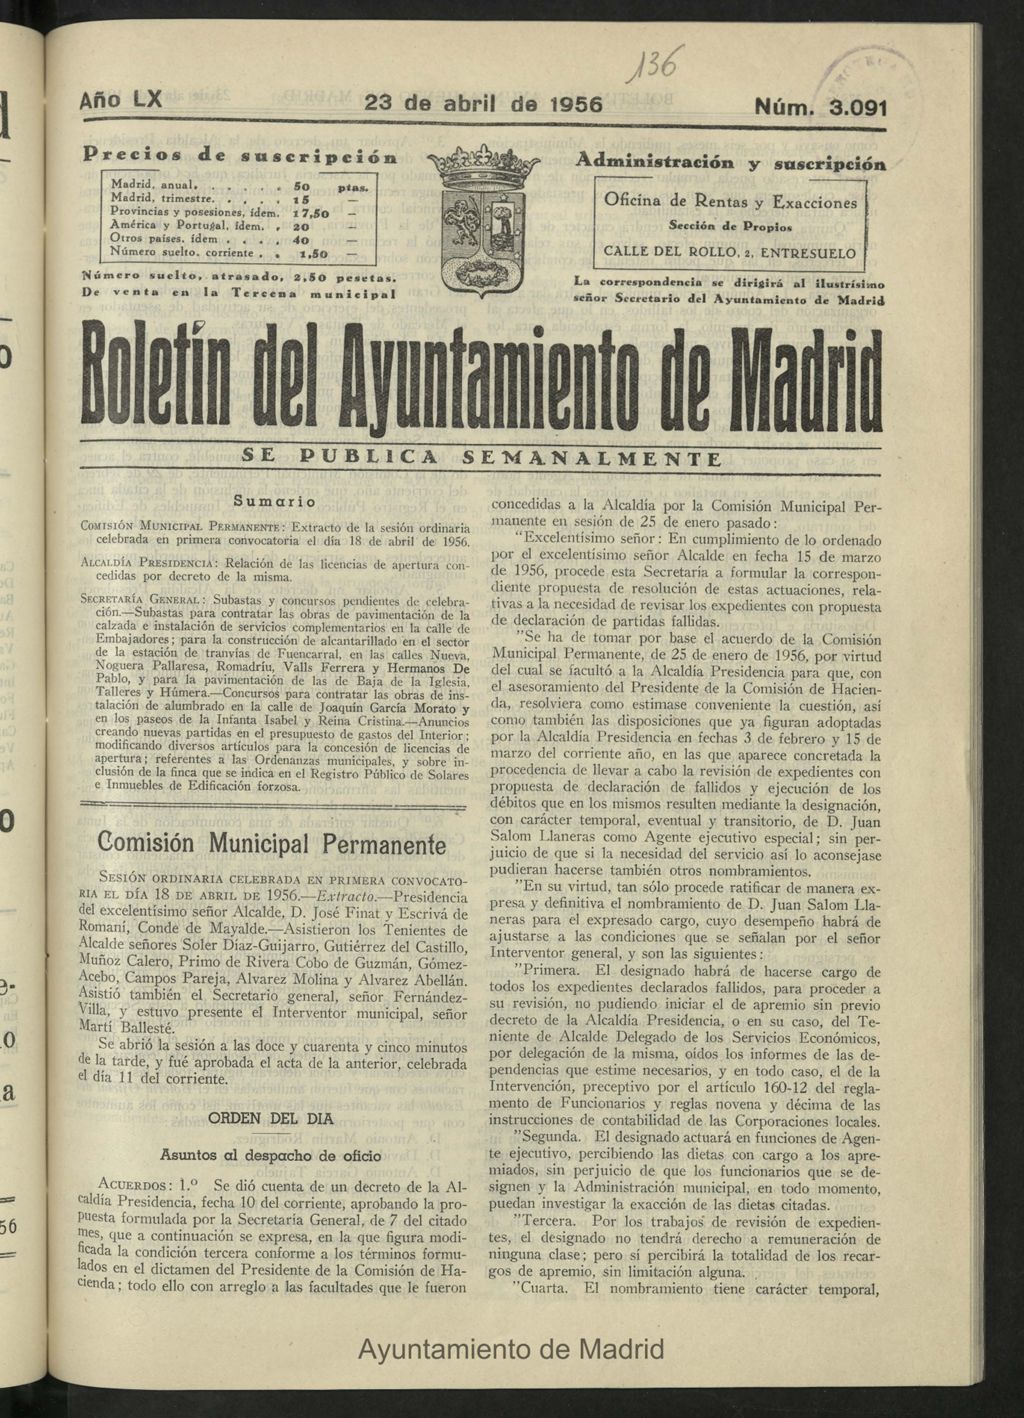 136
Año LX
23 de abril de 1956
Núm. 3.091
Precios de suscripción
Madrid, anual. . . . . . 50 ptas.
Madrid, trimestre. . . . . 15 —
Provincias y posesiones, ídem. 17,50 —
América y Portugal, ídem. . 20 —
Otros países, ídem . . . . 40 —
Número suelto, corriente . . 1,50 —
Número suelto, atrasado, 2,50 pesetas.
De venta en la Tercena municipal
Administración y suscripción
Oficina de Rentas y Exacciones
Sección de Propios
CALLE DEL ROLLO, 2, ENTRESUELO
La correspondencia se dirigirá al ilustrísimo
señor Secretario del Ayuntamiento de Madrid
Boletín del Ayuntamiento de Madrid
SE PUBLICA SEMANALMENTE
Sumario
COMISIÓN MUNICIPAL PERMANENTE: Extracto de la sesión ordinaria
celebrada en primera convocatoria el día 18 de abril de 1956.
ALCALDÍA PRESIDENCIA: Relación de las licencias de apertura con-
cedidas por decreto de la misma.
SECRETARÍA GENERAL: Subastas y concursos pendientes de celebra-
ción.—Subastas para contratar las obras de pavimentación de la
calzada e instalación de servicios complementarios en la calle de
Embajadores; para la construcción de alcantarillado en el sector
de la estación de tranvías de Fuencarral, en las calles Nueva,
Noguera Pallaresa, Romadríu, Valls Ferrera y Hermanos De
Pablo, y para la pavimentación de las de Baja de la Iglesia,
Talleres y Húmera.—Concursos para contratar las obras de ins-
talación de alumbrado en la calle de Joaquín García Morato y
en los paseos de la Infanta Isabel y Reina Cristina.—Anuncios
creando nuevas partidas en el presupuesto de gastos del Interior;
modificando diversos artículos para la concesión de licencias de
apertura; referentes a las Ordenanzas municipales, y sobre in-
clusión de la finca que se indica en el Registro Público de Solares
e Inmuebles de Edificación forzosa.
Comisión Municipal Permanente
SESIÓN ORDINARIA CELEBRADA EN PRIMERA CONVOCATO-
RIA EL DÍA 18 DE ABRIL DE 1956.—Extracto.—Presidencia
del excelentísimo señor Alcalde, D. José Finat y Escrivá de
Romaní, Conde de Mayalde.—Asistieron los Tenientes de
Alcalde señores Soler Díaz-Guijarro, Gutiérrez del Castillo,
Muñoz Calero, Primo de Rivera Cobo de Guzmán, Gómez-
Acebo, Campos Pareja, Alvarez Molina y Alvarez Abellán.
Asistió también el Secretario general, señor Fernández-
Villa, y estuvo presente el Interventor municipal, señor
Martí Ballesté.
Se abrió la sesión a las doce y cuarenta y cinco minutos
de la tarde, y fué aprobada el acta de la anterior, celebrada
el día 11 del corriente.
ORDEN DEL DIA
Asuntos al despacho de oficio
ACUERDOS: 1.º Se dió cuenta de un decreto de la Al-
caldía Presidencia, fecha 10 del corriente, aprobando la pro-
puesta formulada por la Secretaría General, de 7 del citado
mes, que a continuación se expresa, en la que figura modi-
ficada la condición tercera conforme a los términos formu-
lados en el dictamen del Presidente de la Comisión de Ha-
cienda; todo ello con arreglo a las facultades que le fueron
concedidas a la Alcaldía por la Comisión Municipal Per-
manente en sesión de 25 de enero pasado:
"Excelentísimo señor: En cumplimiento de lo ordenado
por el excelentísimo señor Alcalde en fecha 15 de marzo
de 1956, procede esta Secretaría a formular la correspon-
diente propuesta de resolución de estas actuaciones, rela-
tivas a la necesidad de revisar los expedientes con propuesta
de declaración de partidas fallidas.
"Se ha de tomar por base el acuerdo de la Comisión
Municipal Permanente, de 25 de enero de 1956, por virtud
del cual se facultó a la Alcaldía Presidencia para que, con
el asesoramiento del Presidente de la Comisión de Hacien-
da, resolviera como estimase conveniente la cuestión, así
como también las disposiciones que ya figuran adoptadas
por la Alcaldía Presidencia en fechas 3 de febrero y 15 de
marzo del corriente año, en las que aparece concretada la
procedencia de llevar a cabo la revisión de expedientes con
propuesta de declaración de fallidos y ejecución de los
débitos que en los mismos resulten mediante la designación,
con carácter temporal, eventual y transitorio, de D. Juan
Salom Llaneras como Agente ejecutivo especial; sin per-
juicio de que si la necesidad del servicio así lo aconsejase
pudieran hacerse también otros nombramientos.
"En su virtud, tan sólo procede ratificar de manera ex-
presa y definitiva el nombramiento de D. Juan Salom Lla-
neras para el expresado cargo, cuyo desempeño habrá de
ajustarse a las condiciones que se señalan por el señor
Interventor general, y son las siguientes:
"Primera. El designado habrá de hacerse cargo de
todos los expedientes declarados fallidos, para proceder a
su revisión, no pudiendo iniciar el de apremio sin previo
decreto de la Alcaldía Presidencia, o en su caso, del Te-
niente de Alcalde Delegado de los Servicios Económicos,
por delegación de la misma, oídos los informes de las de-
pendencias que estime necesarios, y en todo caso, el de la
Intervención, preceptivo por el artículo 160-12 del regla-
mento de Funcionarios y reglas novena y décima de las
instrucciones de contabilidad de las Corporaciones locales.
"Segunda. El designado actuará en funciones de Agen-
te ejecutivo, percibiendo las dietas con cargo a los apre-
miados, sin perjuicio de que los funcionarios que se de-
signen y la Administración municipal, en todo momento,
puedan investigar la exacción de las dietas citadas.
"Tercera. Por los trabajos de revisión de expedien-
tes, el designado no tendrá derecho a remuneración de
ninguna clase; pero sí percibirá la totalidad de los recar-
gos de apremio, sin limitación alguna.
"Cuarta. El nombramiento tiene carácter temporal,
Ayuntamiento de Madrid